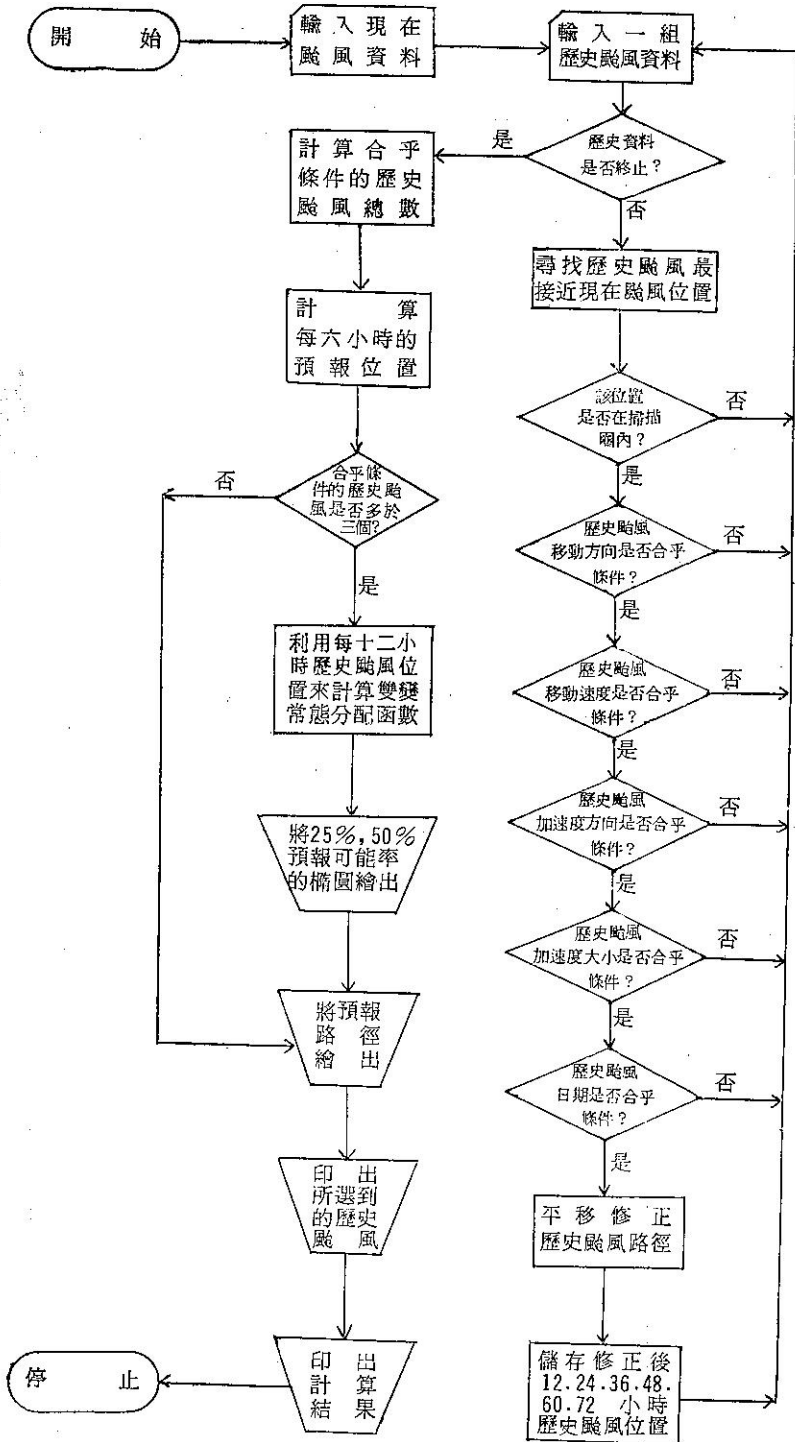 開始
輸入現在
颱風資料
輸入一組
歷史颱風資料
歷史資料
是否終止?
是
否
計算合乎
條件的歷史
颱風總數
計算
每六小時的
預報位置
合乎條
件的歷史颱
風是否多於
三個?
否
是
利用每十二小
時歷史颱風位
置來計算雙變
常態分配函數
將25%,50%
預報可能率
的橢圓繪出
將預報
路徑
繪出
印出
所選到
的歷史
颱風
印出
計算
結果
停止
尋找歷史颱風最
接近現在颱風位置
該位置
是否在掃描
圈內?
否
是
歷史颱風
移動方向是否合乎
條件?
否
是
歷史颱風
移動速度是否合乎
條件?
否
是
歷史颱風
加速度方向是否合乎
條件?
否
是
歷史颱風
加速度大小是否合乎
條件?
否
是
歷史颱風
日期是否合乎
條件?
否
是
平移修正
歷史颱風路徑
儲存修正後
12.24.36.48.
60.72 小時
歷史颱風位置